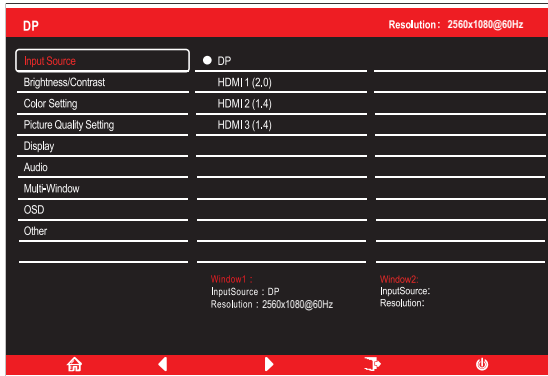 DP
Resolution: 2560x1080@60Hz
Input Source
DP
Brightness/Contrast
HDMI 1 (2,0)
Color Setting
HDMI 2 (1.4)
Picture Quality Setting
HDMI 3 (1.4)
Display
Audio
Multi-Window
OSD
Other
Window1 :
InputSource : DP
Resolution : 2560x1080@60Hz
Window2:
InputSource:
Resolution: